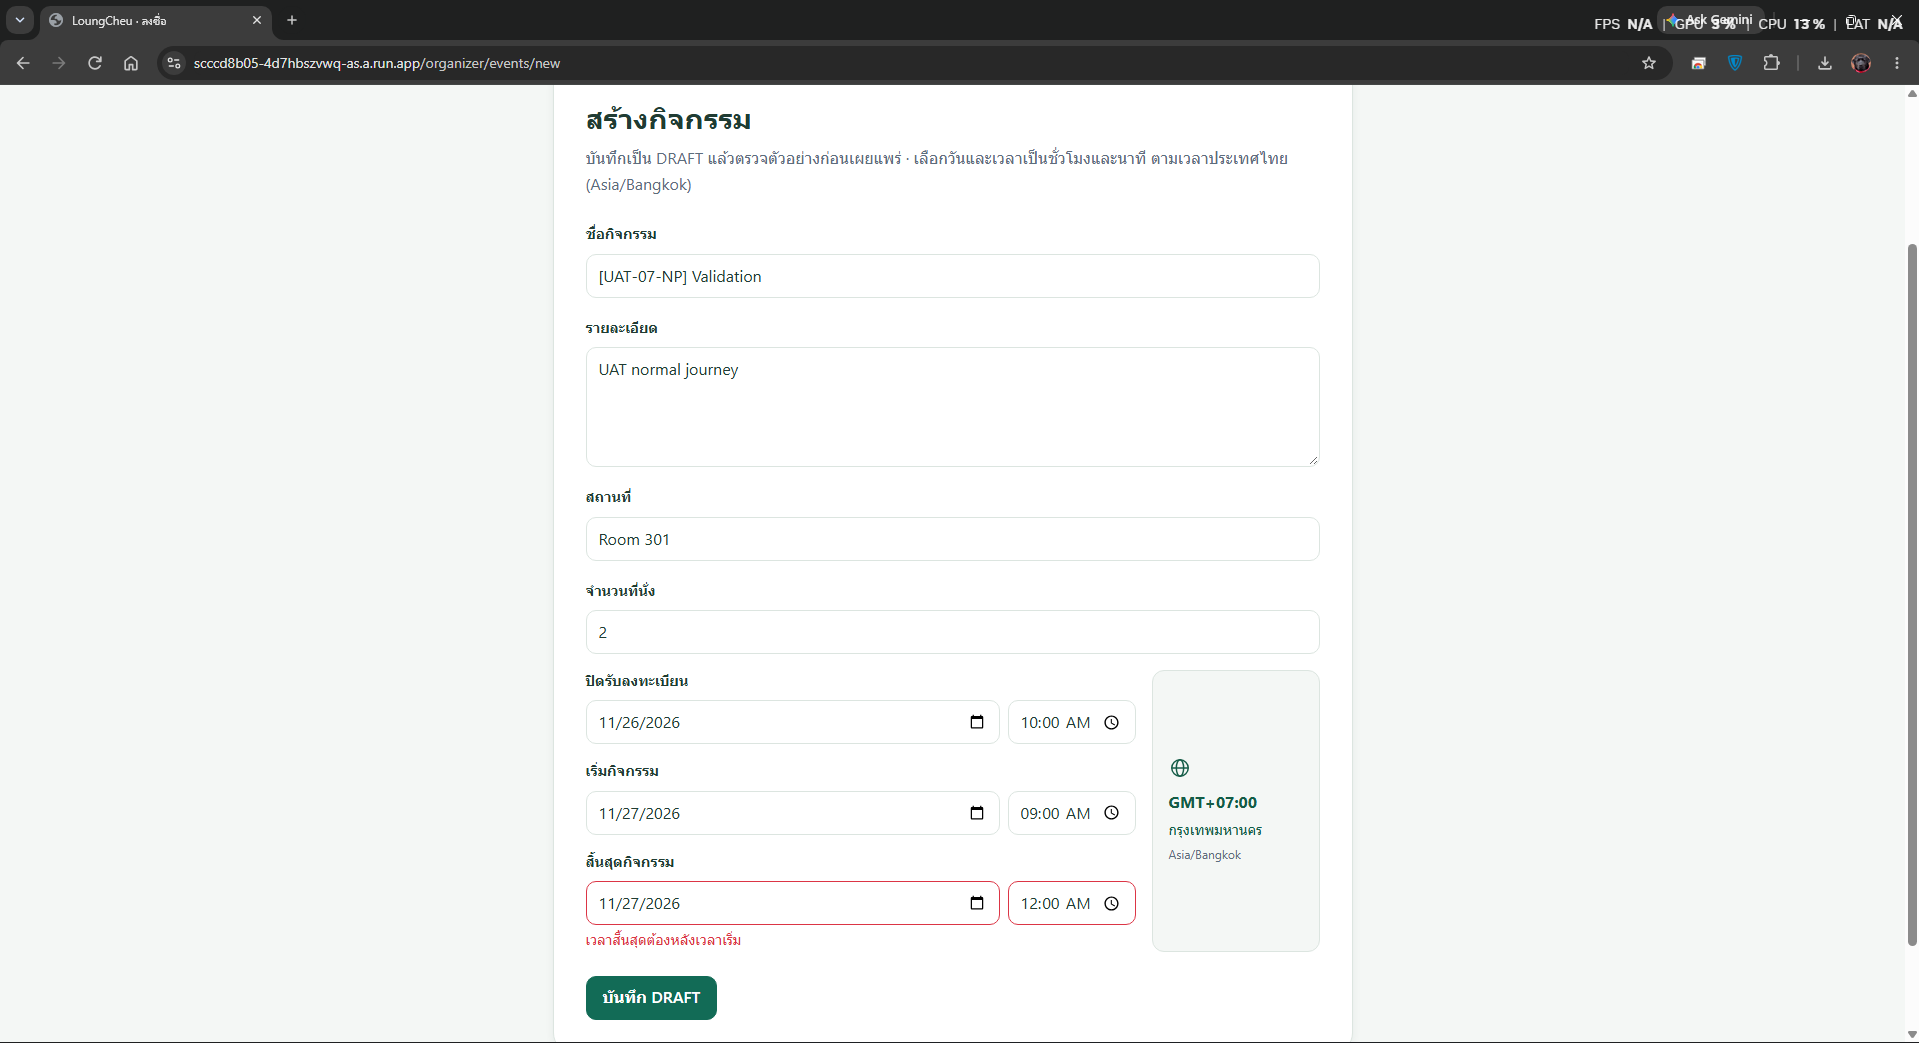 LoungCheu · ลงชื่อ
Ask Gemini
FPS N/A | GPU 3% | CPU 13% | LAT N/A
scccd8b05-4d7hbszvwq-as.a.run.app/organizer/events/new
สร้างกิจกรรม
บันทึกเป็น DRAFT แล้วตรวจตัวอย่างก่อนเผยแพร่ · เลือกวันและเวลาเป็นชั่วโมงและนาที ตามเวลาประเทศไทย
(Asia/Bangkok)
ชื่อกิจกรรม
[UAT-07-NP] Validation
รายละเอียด
UAT normal journey
สถานที่
Room 301
จำนวนที่นั่ง
2
ปิดรับลงทะเบียน
11/26/2026 10:00 AM
เริ่มกิจกรรม
11/27/2026 09:00 AM
สิ้นสุดกิจกรรม
11/27/2026 12:00 AM
เวลาสิ้นสุดต้องหลังเวลาเริ่ม
GMT+07:00
กรุงเทพมหานคร
Asia/Bangkok
บันทึก DRAFT